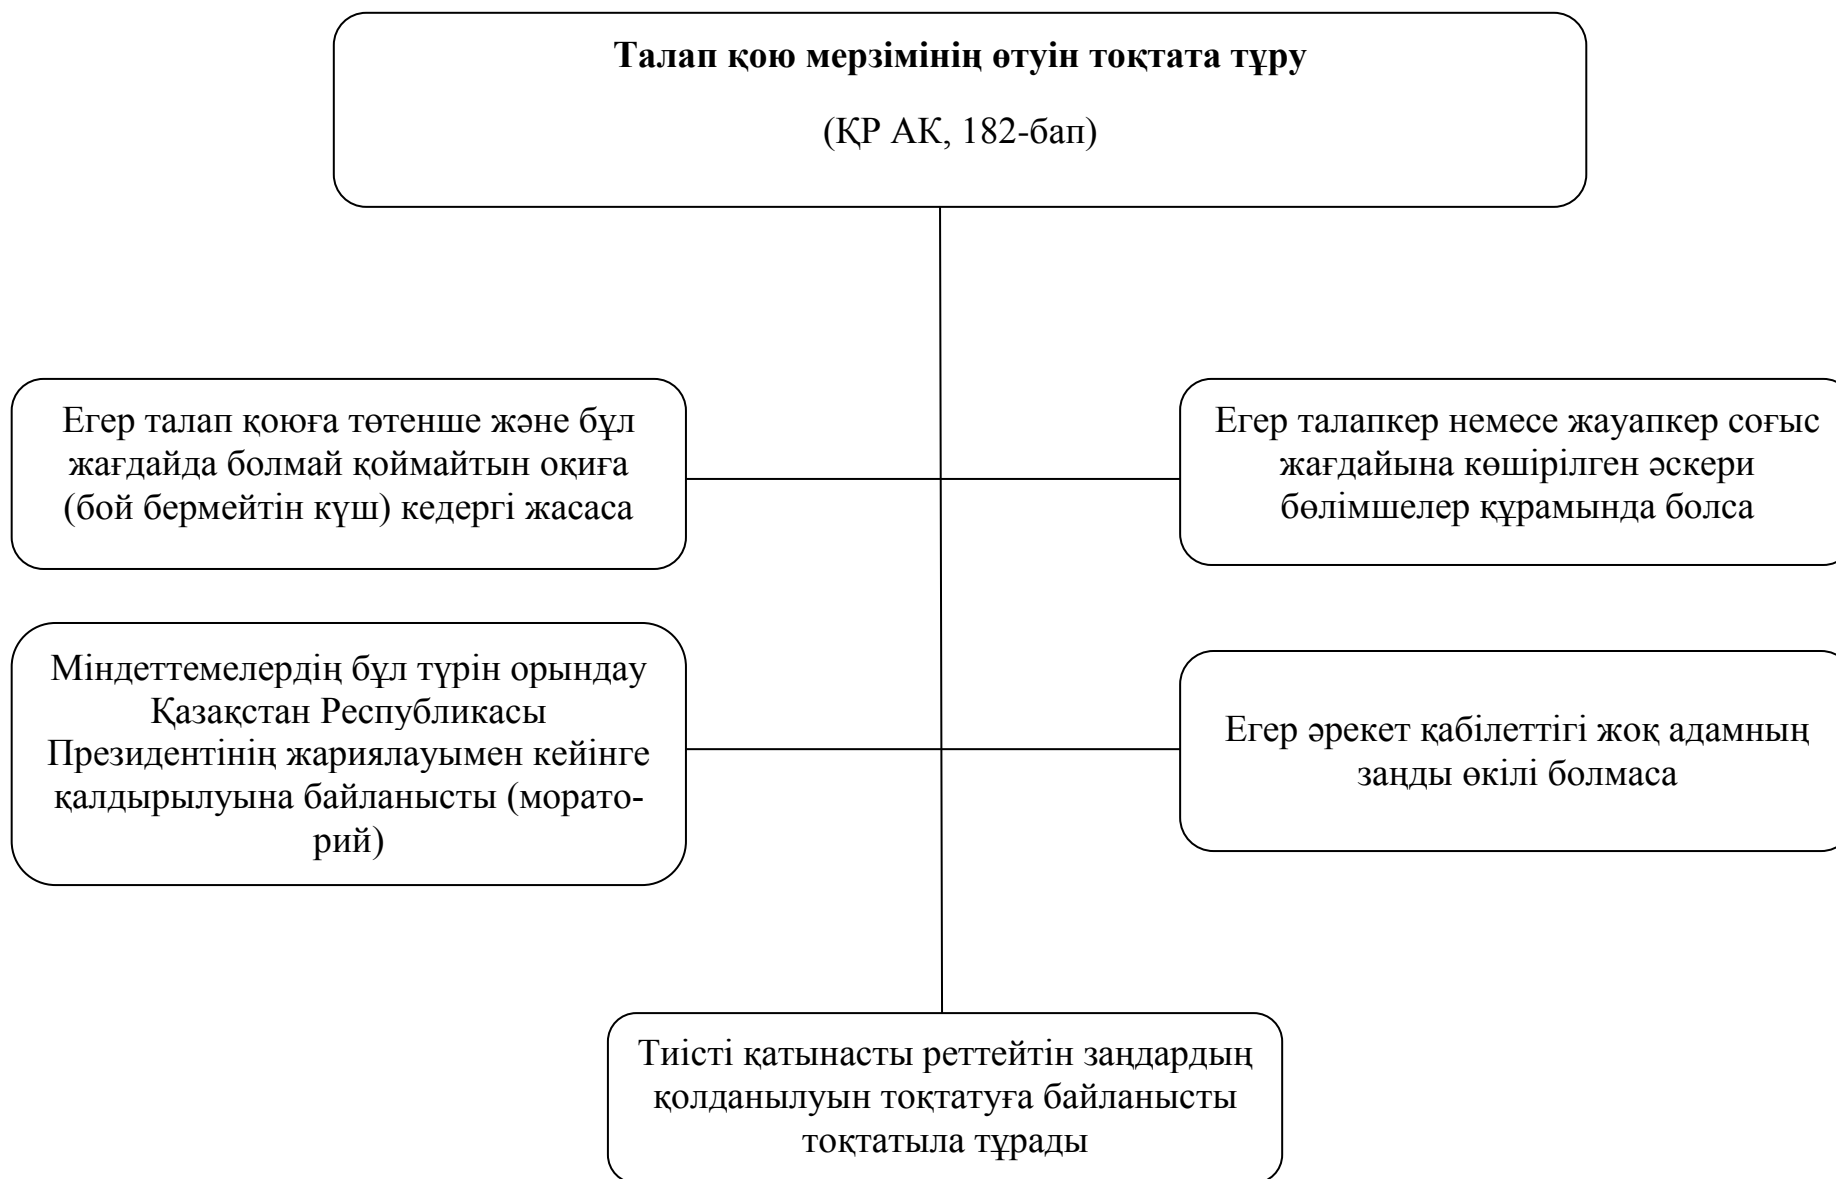 Талап қою мерзімінің өтуін тоқтата тұру
(ҚР АК, 182-бап)
Егер талап қоюға төтенше және бұл
жағдайда болмай қоймайтын оқиға
(бой бермейтін күш) кедергі жасаса
Егер талапкер немесе жауапкер соғыс
жағдайына көшірілген әскери
бөлімшелер құрамында болса
Міндеттемелердің бұл түрін орындау
Қазақстан Республикасы
Президентінің жариялауымен кейінге
қалдырылуына байланысты (морато-
рий)
Егер әрекет қабілеттігі жоқ адамның
заңды өкілі болмаса
Тиісті қатынасты реттейтін заңдардың
қолданылуын тоқтатуға байланысты
тоқтатыла тұрады